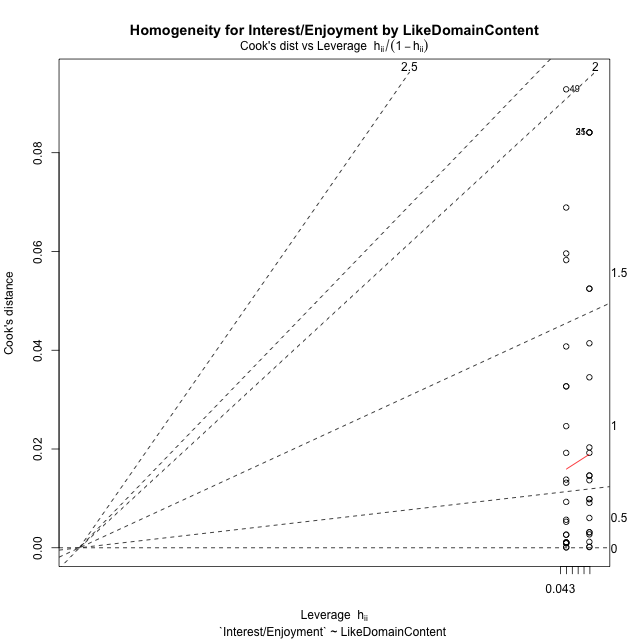 Homogeneity for Interest/Enjoyment by LikeDomainContent
Cook's dist vs Leverage hii/(1 − hii)
2.5
2
49
0.08
1.5
0.06
Cook's distance
0.04
1
0.02
0.5
0.00
0
0.043
Leverage hii
`Interest/Enjoyment` ~ LikeDomainContent